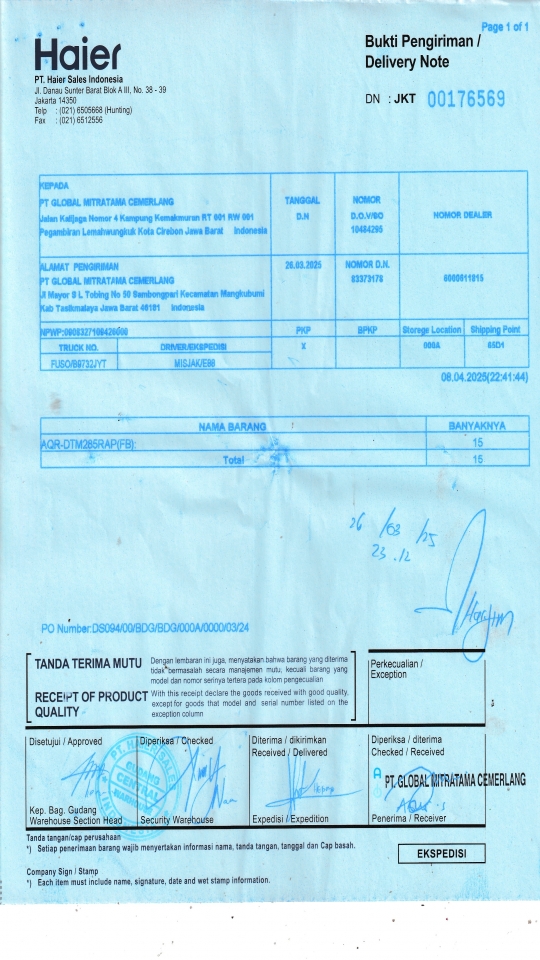 Page 1 of 1
Haier
Bukti Pengiriman /
Delivery Note
PT. Haier Sales Indonesia
Jl. Danau Sunter Barat Blok A III, No. 38 - 39
Jakarta 14350
Telp : (021) 6505668 (Hunting)
Fax : (021) 6512556
DN : JKT 00176569
KEPADA
PT GLOBAL MITRATAMA CEMERLANG
Jalan Kalijaga Nomor 4 Kampung Kemakmuran RT 001 RW 001
Pegambiran Lemahwungkuk Kota Cirebon Jawa Barat Indonesia
TANGGAL
D.N
NOMOR
D.O.V/SO
10484295
NOMOR DEALER
ALAMAT PENGIRIMAN
PT GLOBAL MITRATAMA CEMERLANG
Jl Mayor S L Tobing No 50 Sambongpari Kecamatan Mangkubumi
Kab Tasikmalaya Jawa Barat 46181 Indonesia
26.03.2025
NOMOR D.N.
83373178
PKP
BPKP
Storage Location
Shipping Point
TRUCK NO.
DRIVER/EKSPEDISI
X
000A
FUSO/B9732JYT
MISJAK/E88
08.04.2025(22:41:44)
NAMA BARANG
BANYAKNYA
AQR-DTM285RAP(FB):
15
Total
15
26/03/25
23.12
PO Number:DS094/00/BDG/BDG/000A/0000/03/24
TANDA TERIMA MUTU
Dengan lembaran ini juga, menyatakan bahwa barang yang diterima
tidak bermasalah secara manajemen mutu, kecuali barang yang
model dan nomor serinya tertera pada kolom pengecualian
RECEIPT OF PRODUCT
QUALITY
With this receipt declare the goods received with good quality,
except for goods that model and serial number listed on the
exception column
Perkecualian /
Exception
Disetujui / Approved
Diperiksa / Checked
Diterima / dikirimkan
Received / Delivered
Diperiksa / diterima
Checked / Received
GUDANG
CENTRAL
PT. GLOBAL MITRATAMA CEMERLANG
Kep. Bag. Gudang
Warehouse Section Head
Security Warehouse
Expedisi / Expedition
Penerima / Receiver
Tanda tangan/cap perusahaan
*) Setiap penerimaan barang wajib menyertakan informasi nama, tanda tangan, tanggal dan Cap basah.
EKSPEDISI
Company Sign / Stamp
*) Each item must include name, signature, date and wet stamp information.